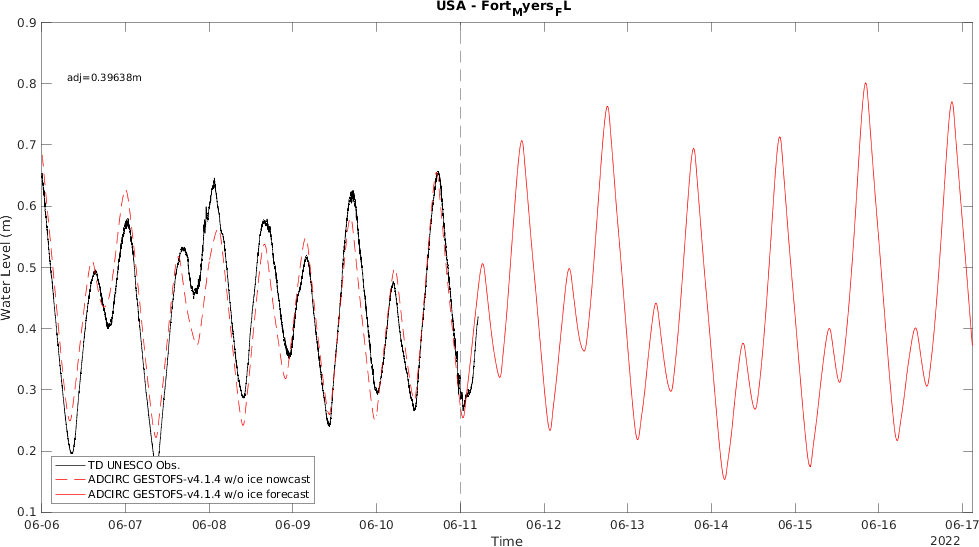 USA - Fort_Myers_FL
adj=0.39638m
0.9
0.8
0.7
0.6
0.5
0.4
0.3
0.2
0.1
Water Level (m)
TD UNESCO Obs.
ADCIRC GESTOFS-v4.1.4 w/o ice nowcast
ADCIRC GESTOFS-v4.1.4 w/o ice forecast
06-06 06-07 06-08 06-09 06-10 06-11 06-12 06-13 06-14 06-15 06-16 06-17
Time
2022